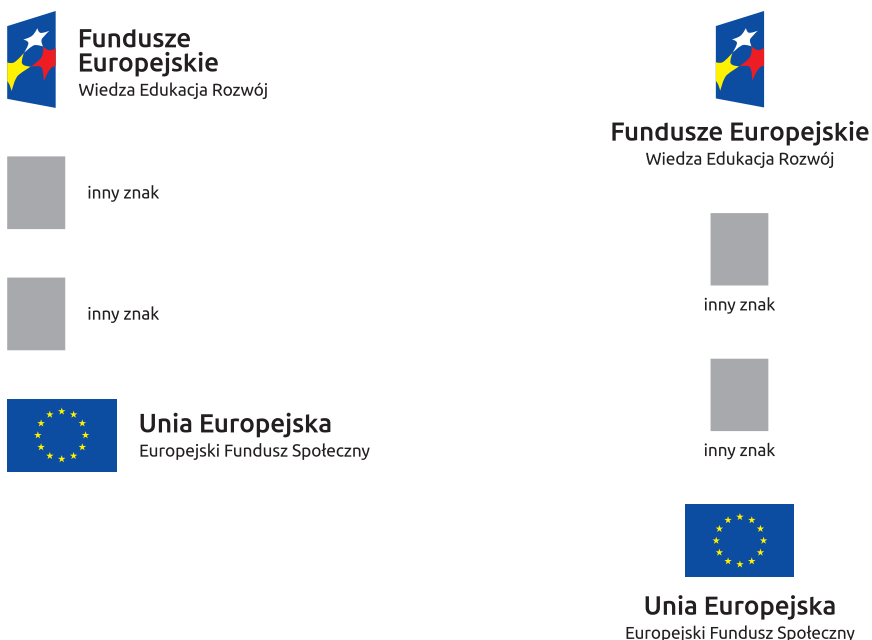 Fundusze
Europejskie
Wiedza Edukacja Rozwój
inny znak
inny znak
Unia Europejska
Europejski Fundusz Społeczny
Fundusze Europejskie
Wiedza Edukacja Rozwój
inny znak
inny znak
Unia Europejska
Europejski Fundusz Społeczny